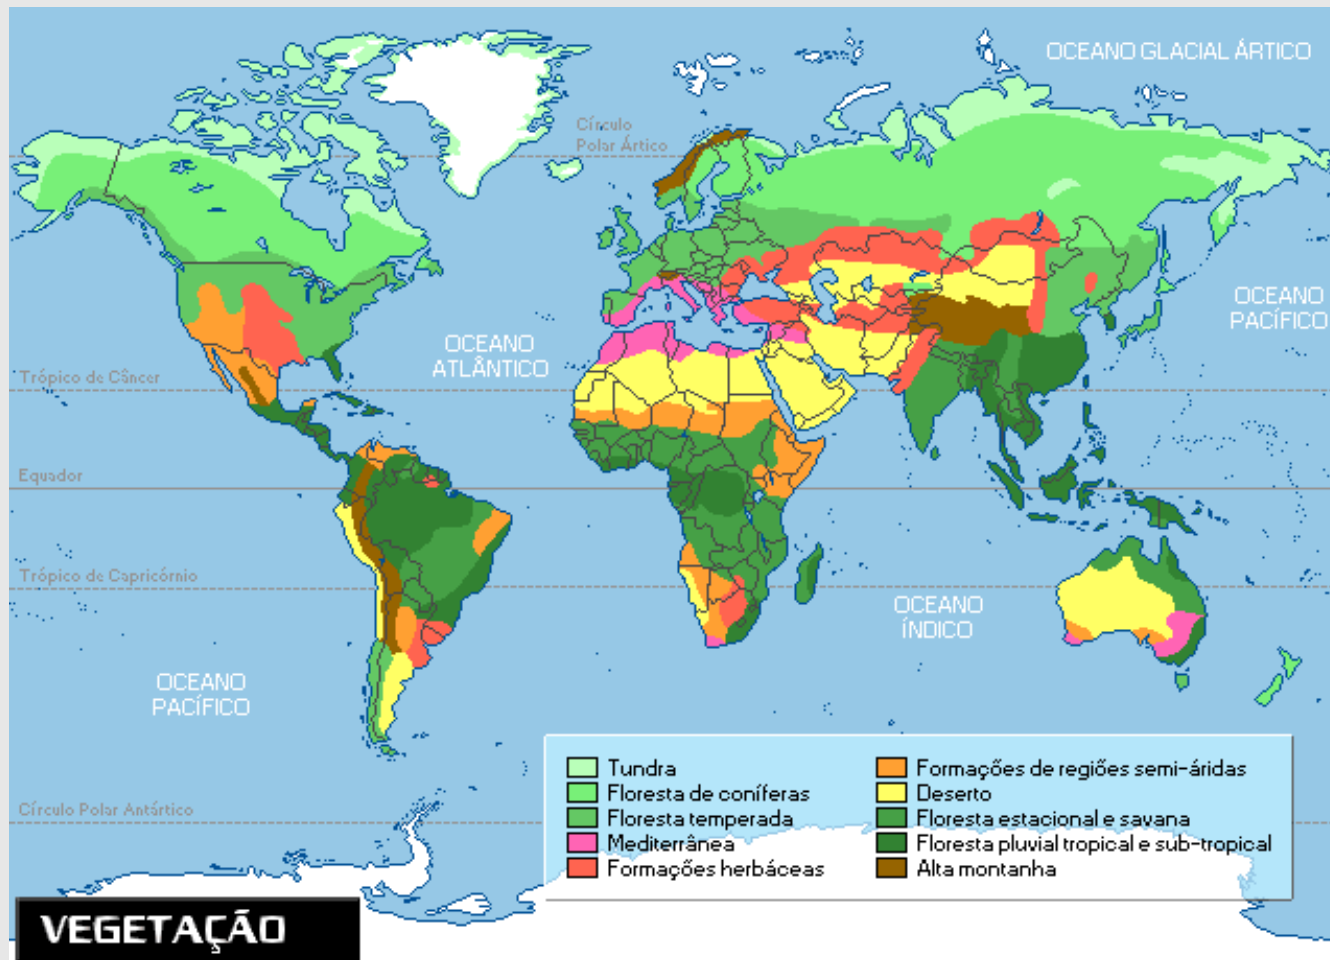 OCEANO GLACIAL ÁRTICO
Círculo
Polar Ártico
OCEANO
PACÍFICO
OCEANO
ATLÂNTICO
Trópico de Câncer
Equador
Trópico de Capricórnio
OCEANO
ÍNDICO
OCEANO
PACÍFICO
Círculo Polar Antártico
Tundra
Floresta de coníferas
Floresta temperada
Mediterrânea
Formações herbáceas
Formações de regiões semi-áridas
Deserto
Floresta estacional e savana
Floresta pluvial tropical e sub-tropical
Alta montanha
VEGETAÇÃO